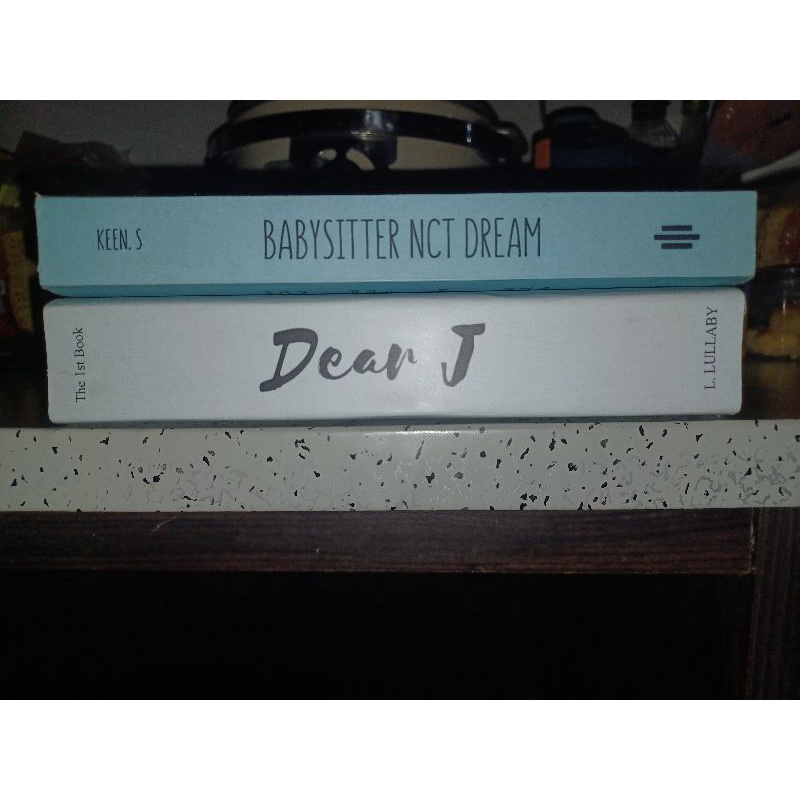 KEEN. S BABYSITTER NCT DREAM
The 1st Book Dear J L. LULLABY